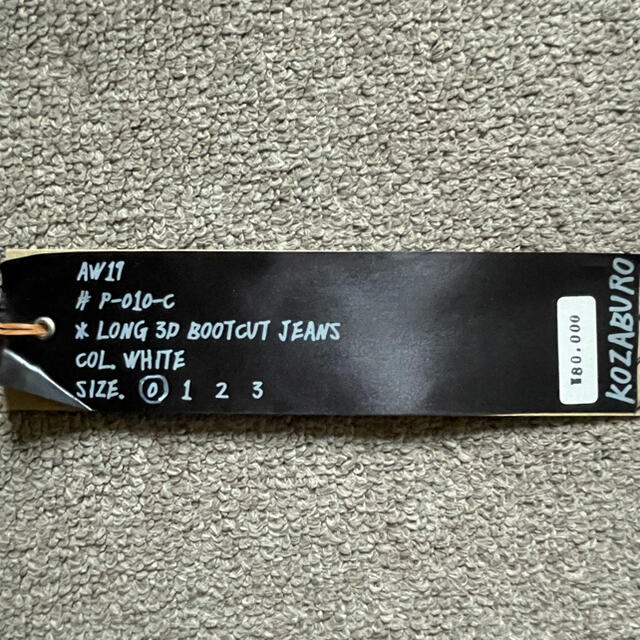 AW19
# P-010-C
* LONG 3D BOOTCUT JEANS
COL. WHITE
SIZE. 0 1 2 3
¥80.000
KOZABURO